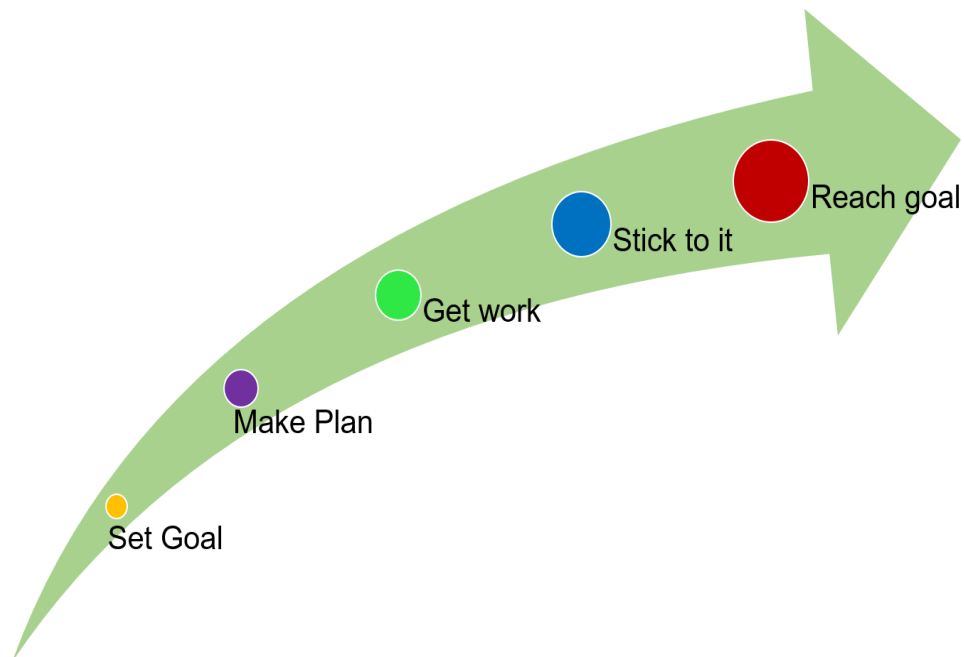 Set Goal
Make Plan
Get work
Stick to it
Reach goal